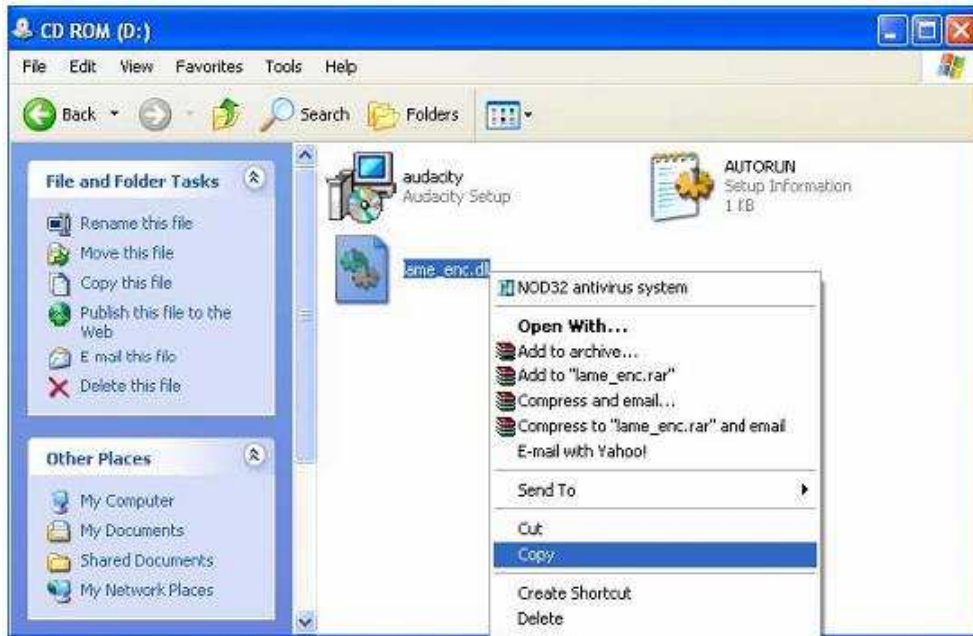 CD ROM (D:)
File Edit View Favorites Tools Help
Back Search Folders
File and Folder Tasks
Rename this file
Move this file
Copy this file
Publish this file to the
Web
E mail this file
Delete this file
Other Places
My Computer
My Documents
Shared Documents
My Network Places
audacity
Audacity Setup
AUTORUN
Setup Information
1 KB
lame_enc.dl
NOD32 antivirus system
Open With...
Add to archive...
Add to "lame_enc.rar"
Compress and email...
Compress to "lame_enc.rar" and email
E-mail with Yahoo!
Send To
Cut
Copy
Create Shortcut
Delete